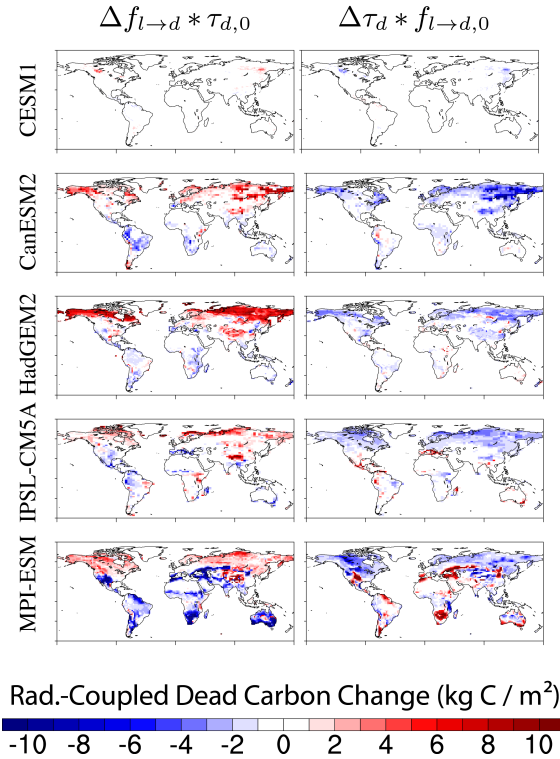 Δf_{l→d} * τ_{d,0} Δτ_d * f_{l→d,0}
CESM1
CanESM2
HadGEM2
IPSL-CM5A
MPI-ESM
Rad.-Coupled Dead Carbon Change (kg C / m²)
-10 -8 -6 -4 -2 0 2 4 6 8 10